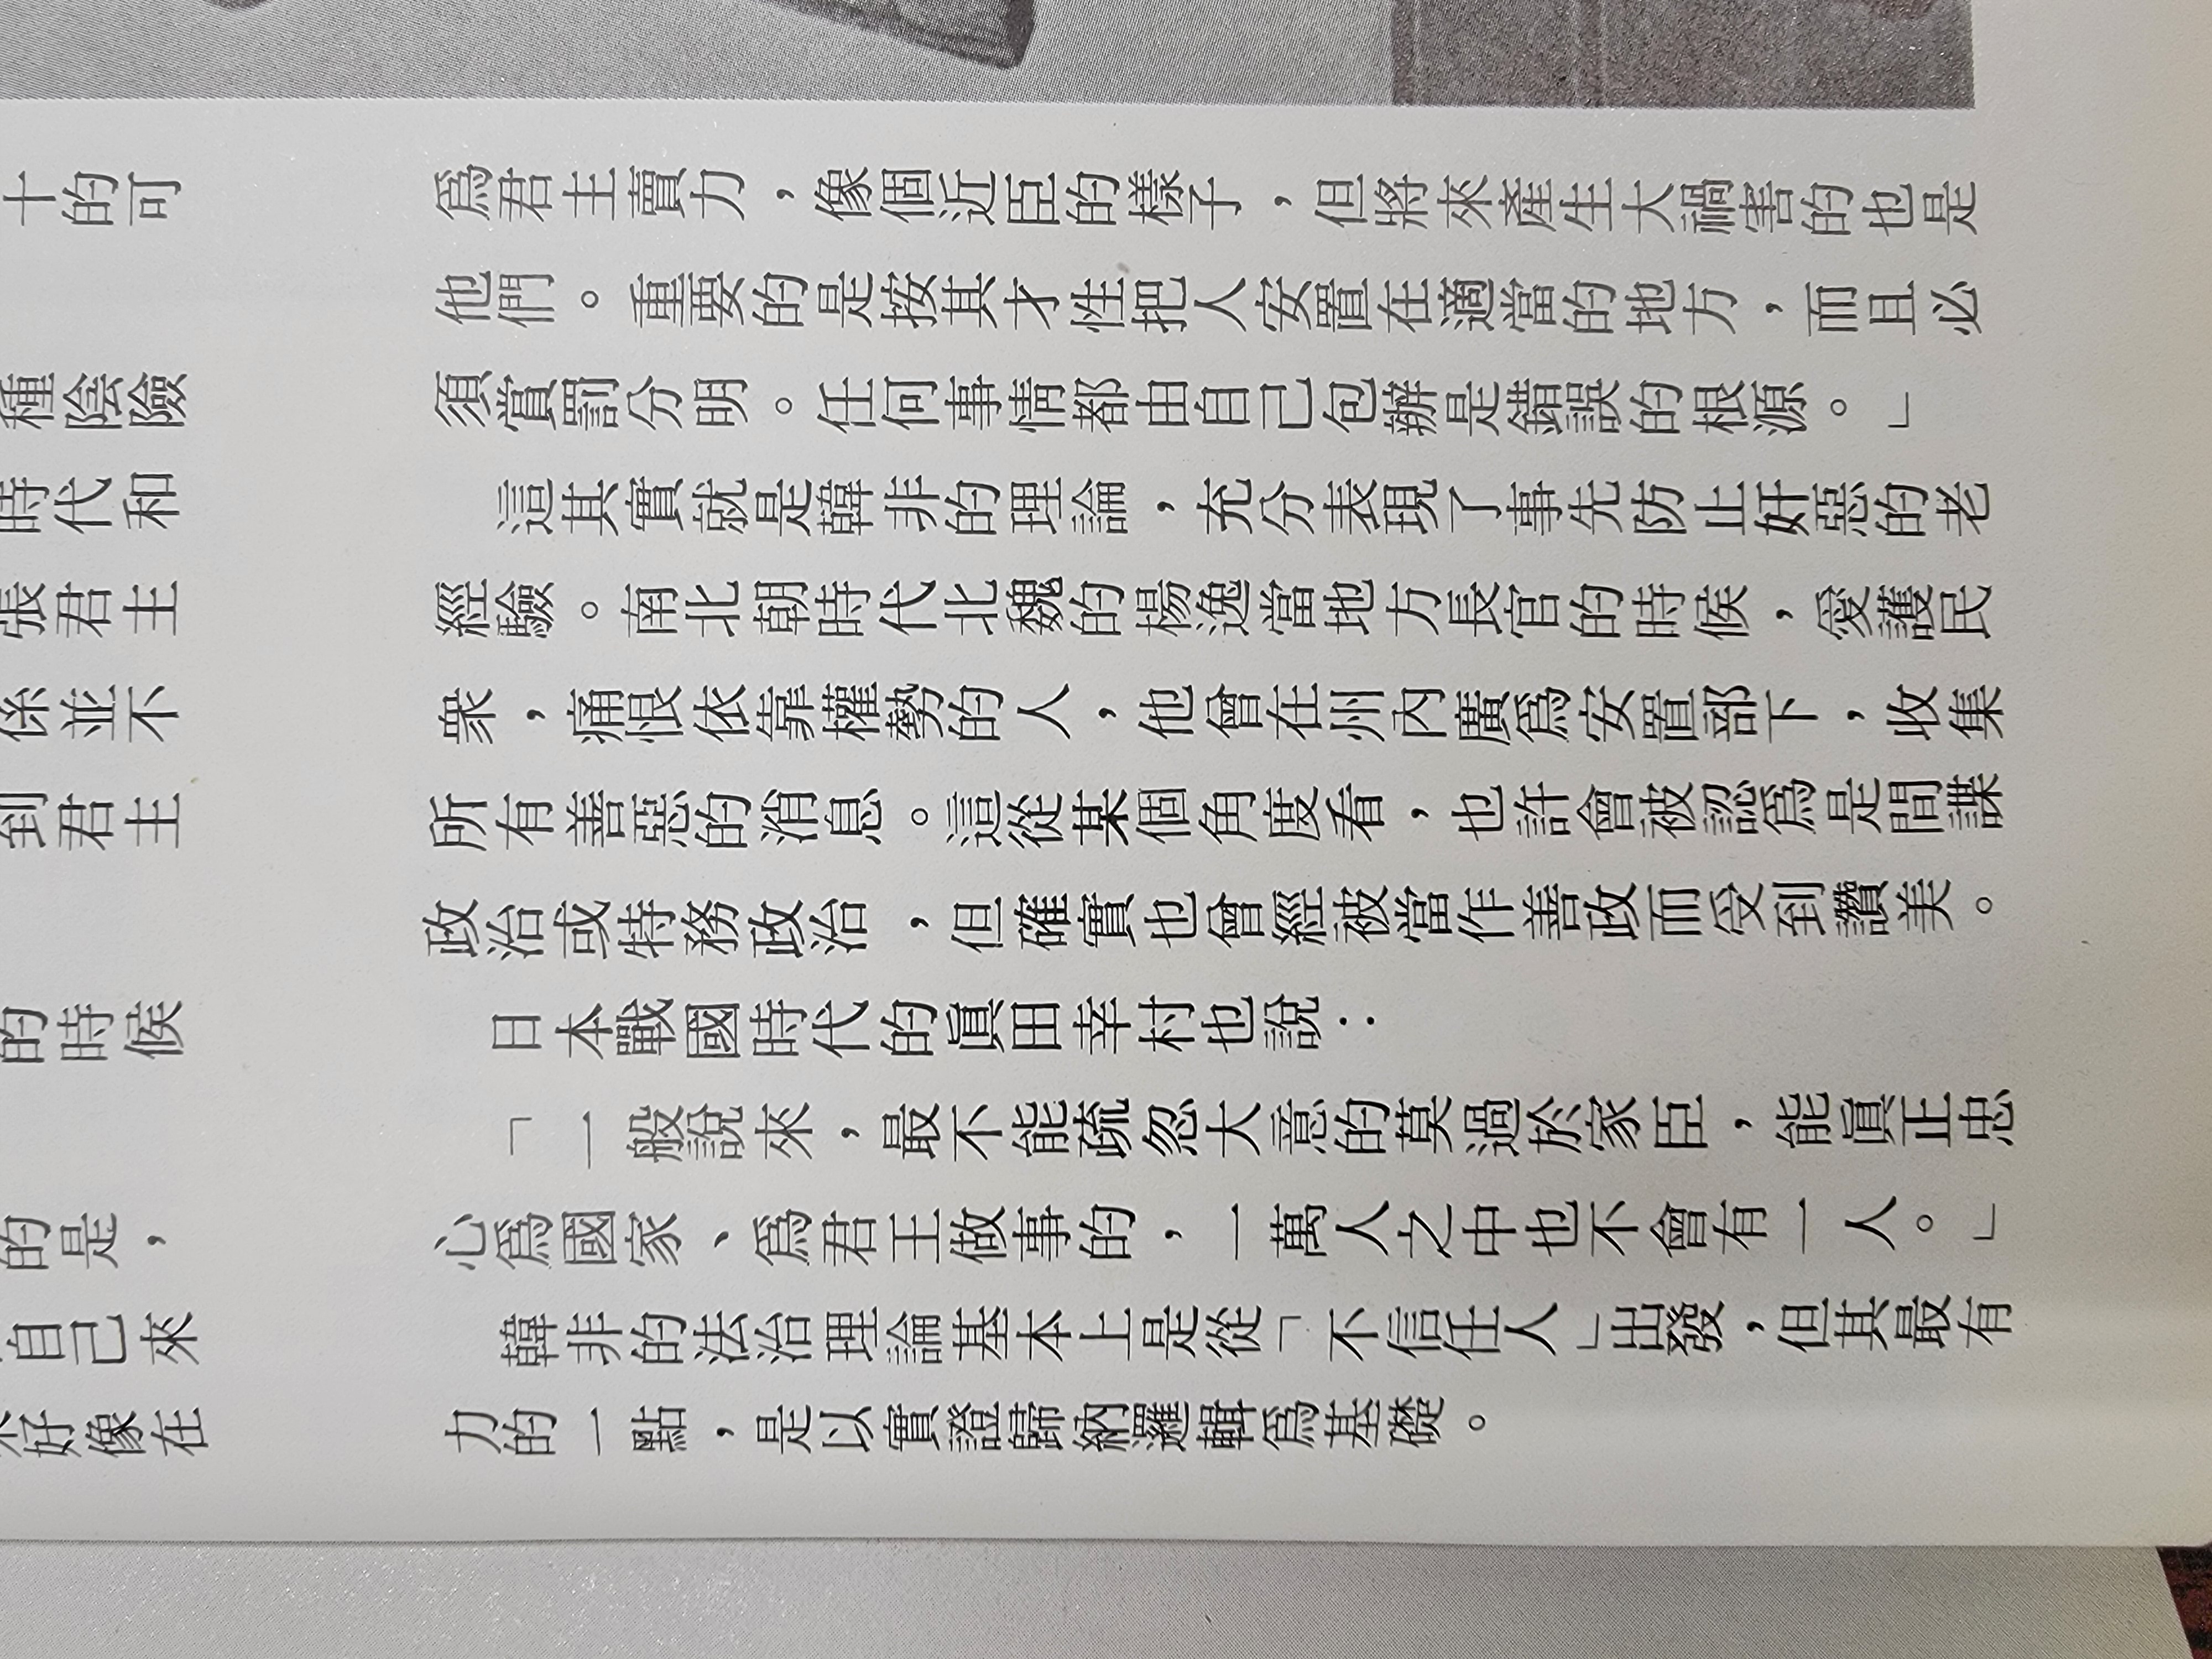 十的可
種陰險
時代和
張君主
係並不
到君主
的時候
的是，
自己來
好像在
爲君主賣力，像個近臣的樣子，但將來產生大禍害的也是
他們。重要的是按其才性把人安置在適當的地方，而且必
須賞罰分明。任何事情都由自己包辦是錯誤的根源。」
這其實就是韓非的理論，充分表現了事先防止奸惡的老
經驗。南北朝時代北魏的楊逸當地方長官的時侯，愛護民
衆，痛恨依靠權勢的人，他曾在州內廣爲安置部下，收集
所有善惡的消息。這從某個角度看，也許會被認爲是間諜
政治或特務政治，但確實也曾經被當作善政而受到讚美。
日本戰國時代的眞田幸村也說：
「一般說來，最不能疏忽大意的莫過於家臣，能眞正忠
心爲國家、爲君王做事的，一萬人之中也不會有一人。」
韓非的法治理論基本上是從「不信任人」出發，但其最有
力的一點，是以實證歸納邏輯爲基礎。